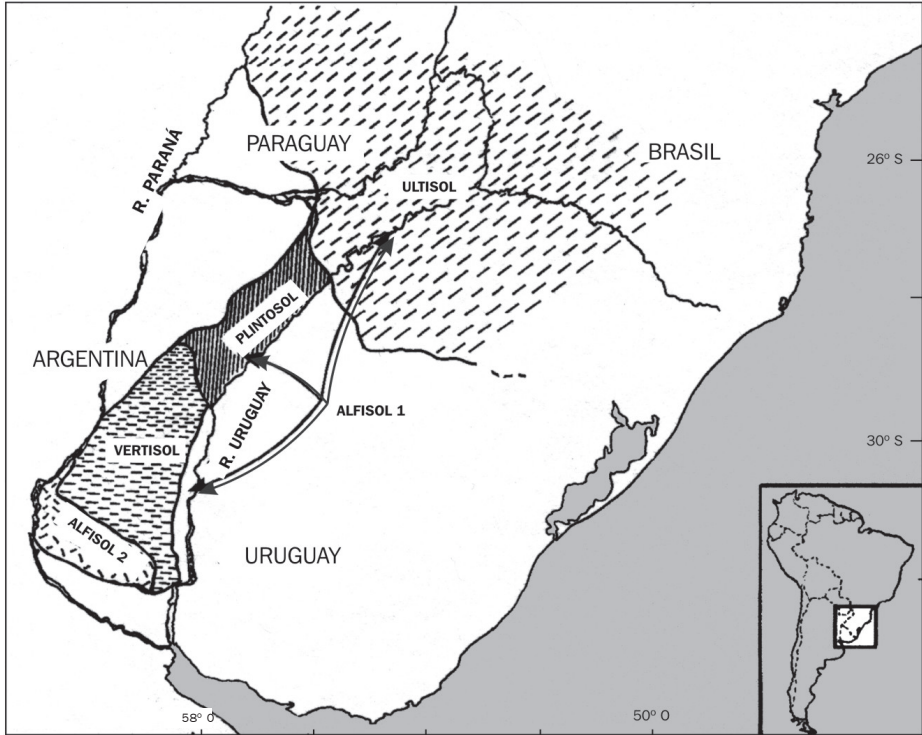 PARAGUAY
BRASIL
R. PARANÁ
26º S
ULTISOL
PLINTOSOL
ARGENTINA
ALFISOL 1
R. URUGUAY
30º S
VERTISOL
ALFISOL 2
URUGUAY
58º O
50º O